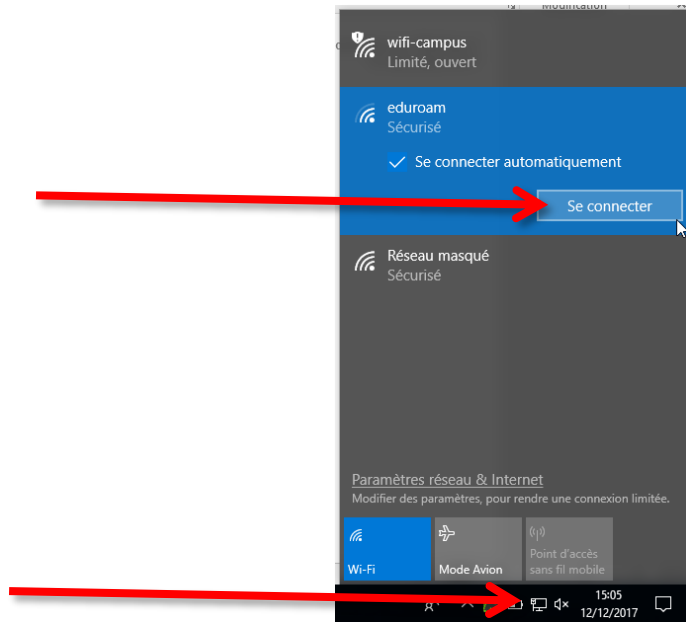 Modification
wifi-campus
Limité, ouvert
eduroam
Sécurisé
Se connecter automatiquement
Se connecter
Réseau masqué
Sécurisé
Paramètres réseau & Internet
Modifier des paramètres, pour rendre une connexion limitée.
Wi-Fi
Mode Avion
Point d'accès
sans fil mobile
15:05
12/12/2017